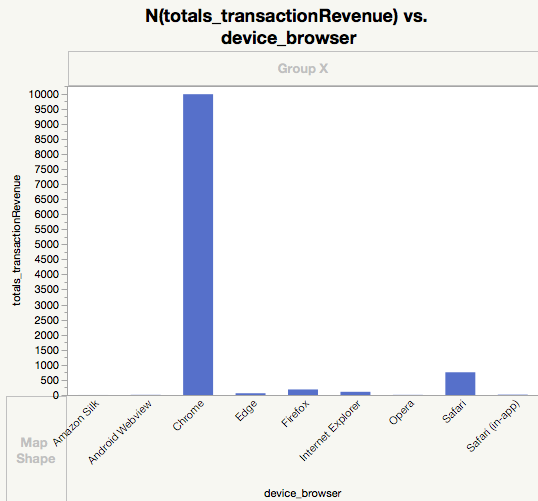 N(totals_transactionRevenue) vs.
device_browser
Group X
totals_transactionRevenue
10000
9500
9000
8500
8000
7500
7000
6500
6000
5500
5000
4500
4000
3500
3000
2500
2000
1500
1000
500
0
Amazon Silk
Android Webview
Chrome
Edge
Firefox
Internet Explorer
Opera
Safari
Safari (in-app)
Map
Shape
device_browser